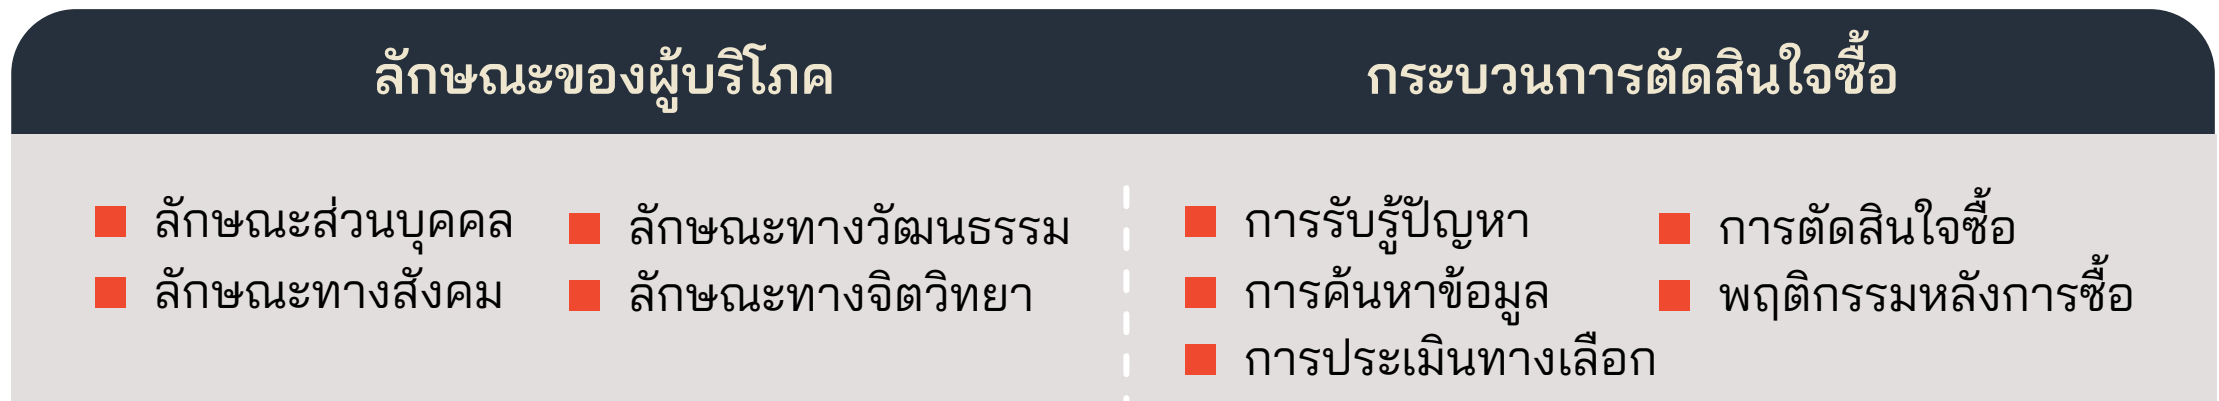 ลักษณะของผู้บริโภค
ลักษณะส่วนบุคคล
ลักษณะทางสังคม
ลักษณะทางวัฒนธรรม
ลักษณะทางจิตวิทยา
กระบวนการตัดสินใจซื้อ
การรับรู้ปัญหา
การค้นหาข้อมูล
การประเมินทางเลือก
การตัดสินใจซื้อ
พฤติกรรมหลังการซื้อ